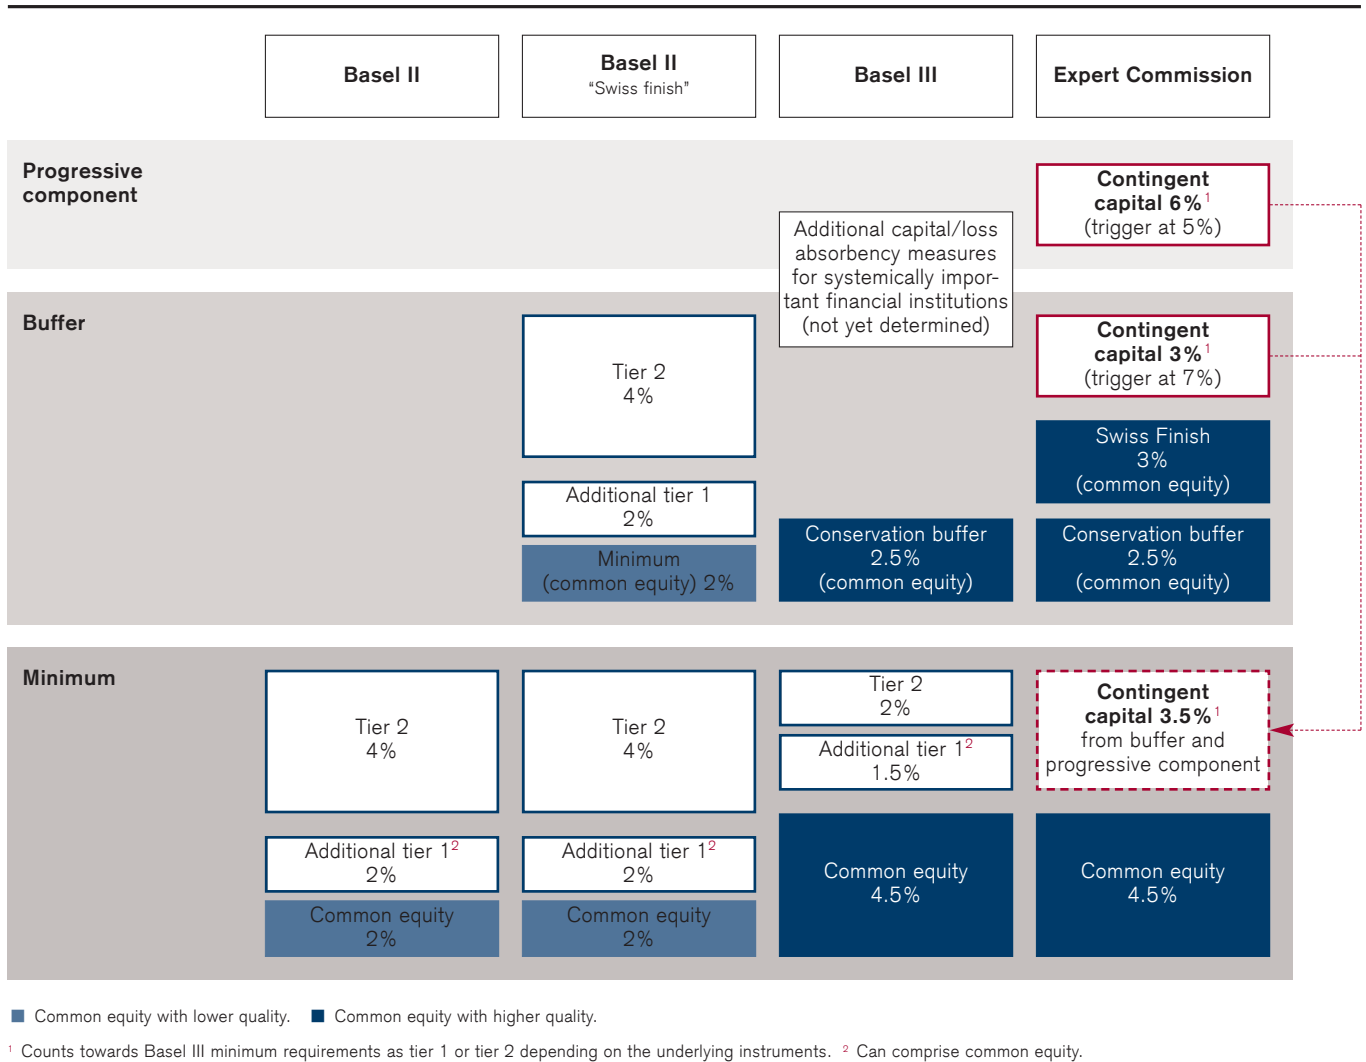 Basel II
Basel II
“Swiss finish”
Basel III
Expert Commission
Progressive
component
Contingent
capital 6%¹
(trigger at 5%)
Additional capital/loss
absorbency measures
for systemically impor-
tant financial institutions
(not yet determined)
Buffer
Tier 2
4%
Additional tier 1
2%
Minimum
(common equity) 2%
Conservation buffer
2.5%
(common equity)
Contingent
capital 3%¹
(trigger at 7%)
Swiss Finish
3%
(common equity)
Conservation buffer
2.5%
(common equity)
Minimum
Tier 2
4%
Additional tier 1²
2%
Common equity
2%
Tier 2
4%
Additional tier 1²
2%
Common equity
2%
Tier 2
2%
Additional tier 1²
1.5%
Common equity
4.5%
Contingent
capital 3.5%¹
from buffer and
progressive component
Common equity
4.5%
Common equity with lower quality. Common equity with higher quality.
¹ Counts towards Basel III minimum requirements as tier 1 or tier 2 depending on the underlying instruments. ² Can comprise common equity.